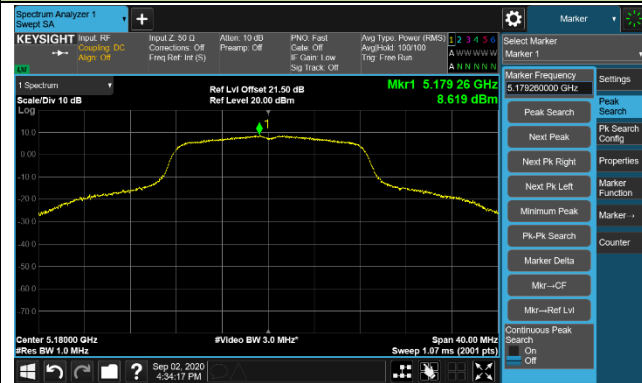 Spectrum Analyzer 1
Swept SA
Marker
KEYSIGHT
Input: RF
Coupling: DC
Align: Off
Input Z: 50 Ω
Corrections: Off
Freq Ref: Int (S)
Atten: 10 dB
Preamp: Off
PNO: Fast
Gate: Off
IF Gain: Low
Sig Track: Off
Avg Type: Power (RMS)
Avg|Hold: 100/100
Trig: Free Run
1 2 3 4 5 6
A W W W W W
A N N N N N
Select Marker
Marker 1
LXI
1 Spectrum
Scale/Div 10 dB
Log
Ref Lvl Offset 21.50 dB
Ref Level 20.00 dBm
Mkr1 5.179 26 GHz
8.619 dBm
1
10.0
0.00
-10.0
-20.0
-30.0
-40.0
-50.0
-60.0
-70.0
Center 5.18000 GHz
#Res BW 1.0 MHz
#Video BW 3.0 MHz*
Span 40.00 MHz
Sweep 1.07 ms (2001 pts)
Marker Frequency
5.179260000 GHz
Peak Search
Next Peak
Next Pk Right
Next Pk Left
Minimum Peak
Pk-Pk Search
Marker Delta
Mkr→CF
Mkr→Ref Lvl
Continuous Peak
Search
On
Off
Settings
Peak
Search
Pk Search
Config
Properties
Marker
Function
Marker→
Counter
?
Sep 02, 2020
4:34:17 PM